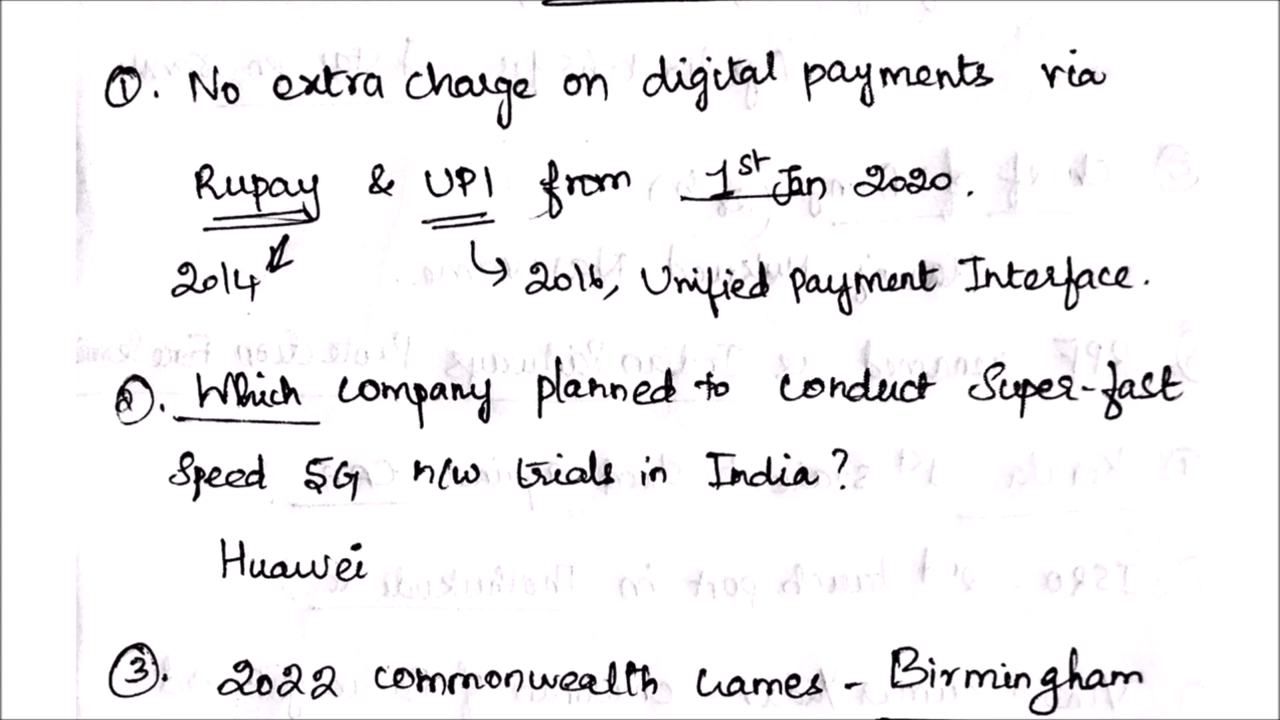 ①. No extra charge on digital payments via
Rupay & UPI from 1st Jan 2020.
2014 ↳ 2016, Unified payment Interface.
②. Which company planned to conduct Super-fast
Speed 5G n/w trials in India?
Huawei
③. 2022 commonwealth Games - Birmingham